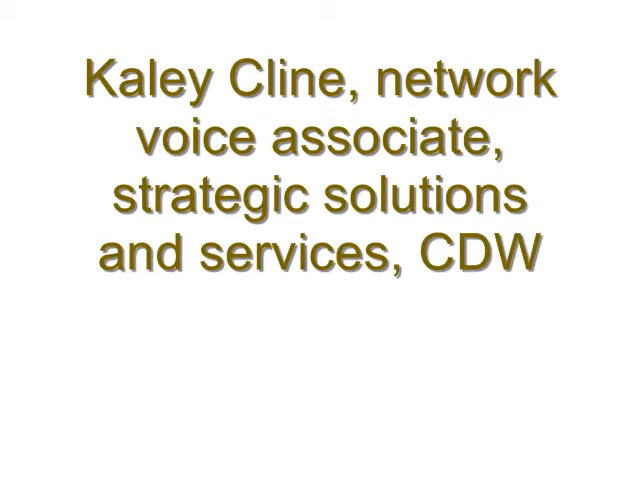 Kaley Cline, network
voice associate,
strategic solutions
and services, CDW